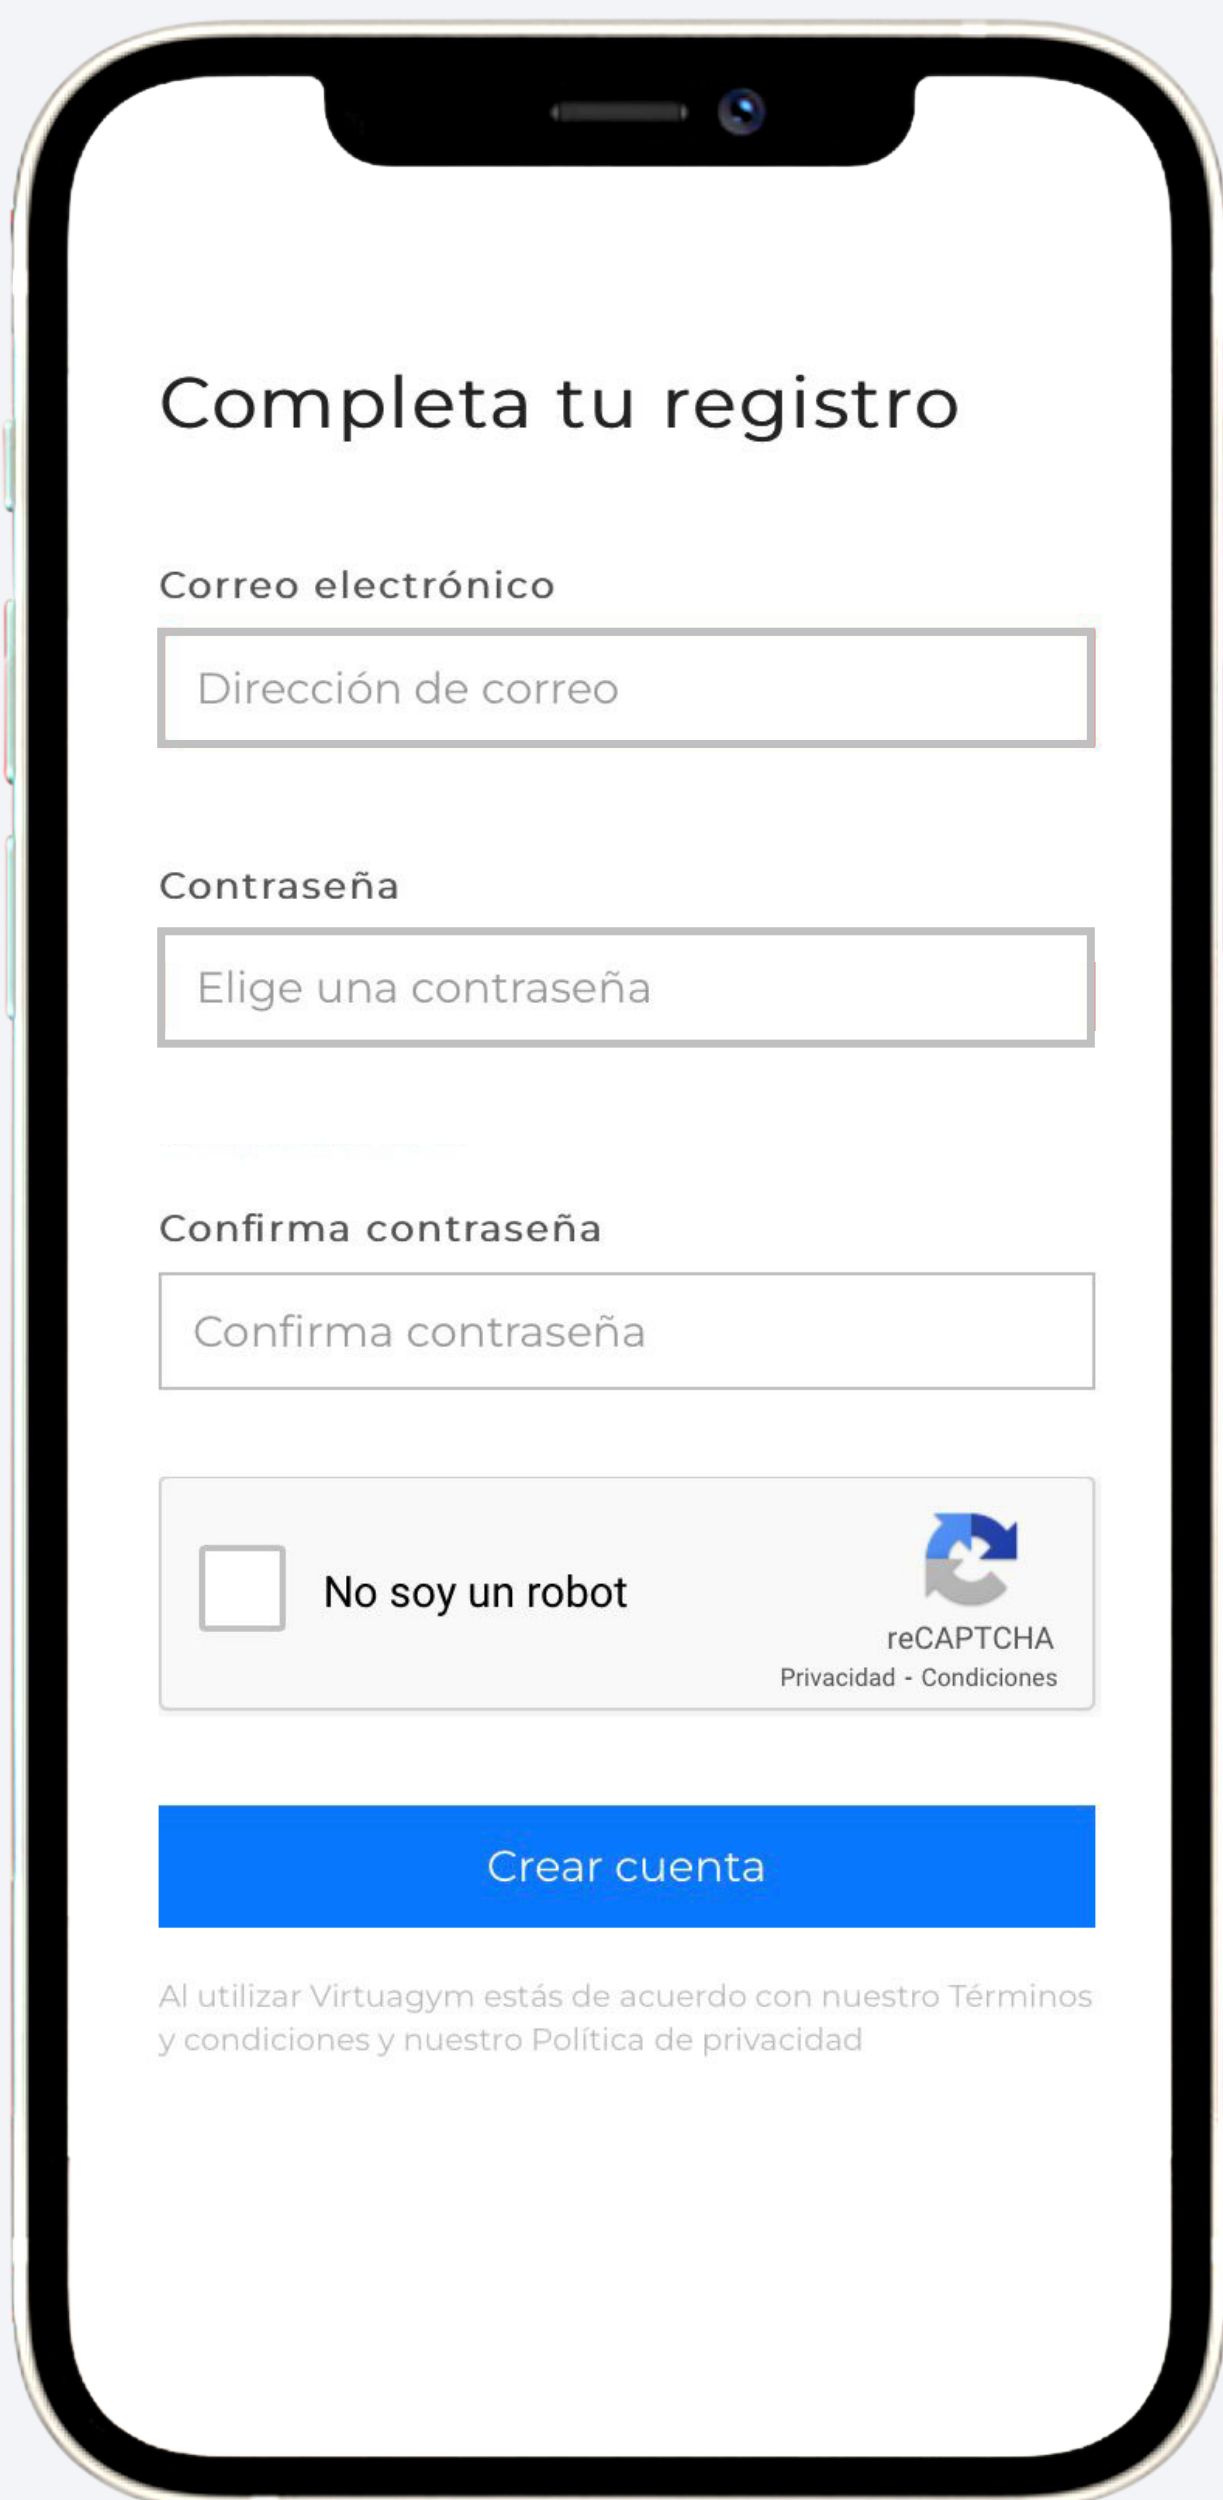 Completa tu registro
Correo electrónico
Dirección de correo
Contraseña
Elige una contraseña
Confirma contraseña
Confirma contraseña
No soy un robot
reCAPTCHA
Privacidad - Condiciones
Crear cuenta
Al utilizar Virtuagym estás de acuerdo con nuestro Términos
y condiciones y nuestro Política de privacidad